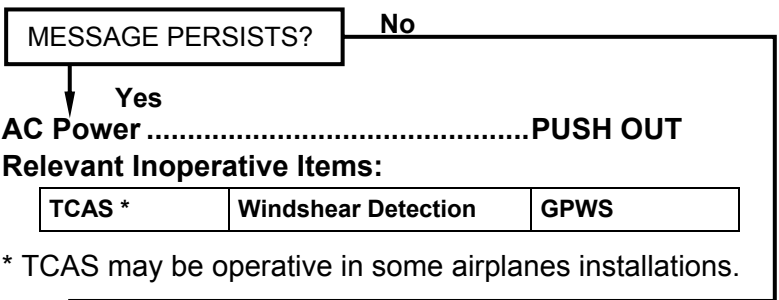 MESSAGE PERSISTS? No
Yes
AC Power ..............................................PUSH OUT
Relevant Inoperative Items:
TCAS * Windshear Detection GPWS
* TCAS may be operative in some airplanes installations.